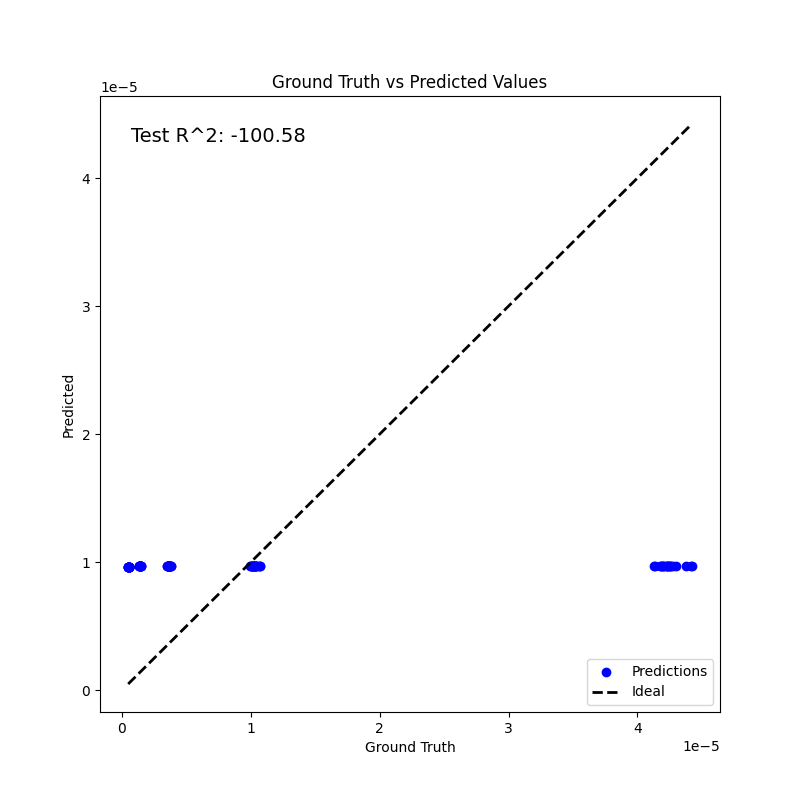 Ground Truth vs Predicted Values
1e−5
Test R^2: -100.58
4
3
2
1
0
Predicted
Predictions
Ideal
0 1 2 3 4
1e−5
Ground Truth